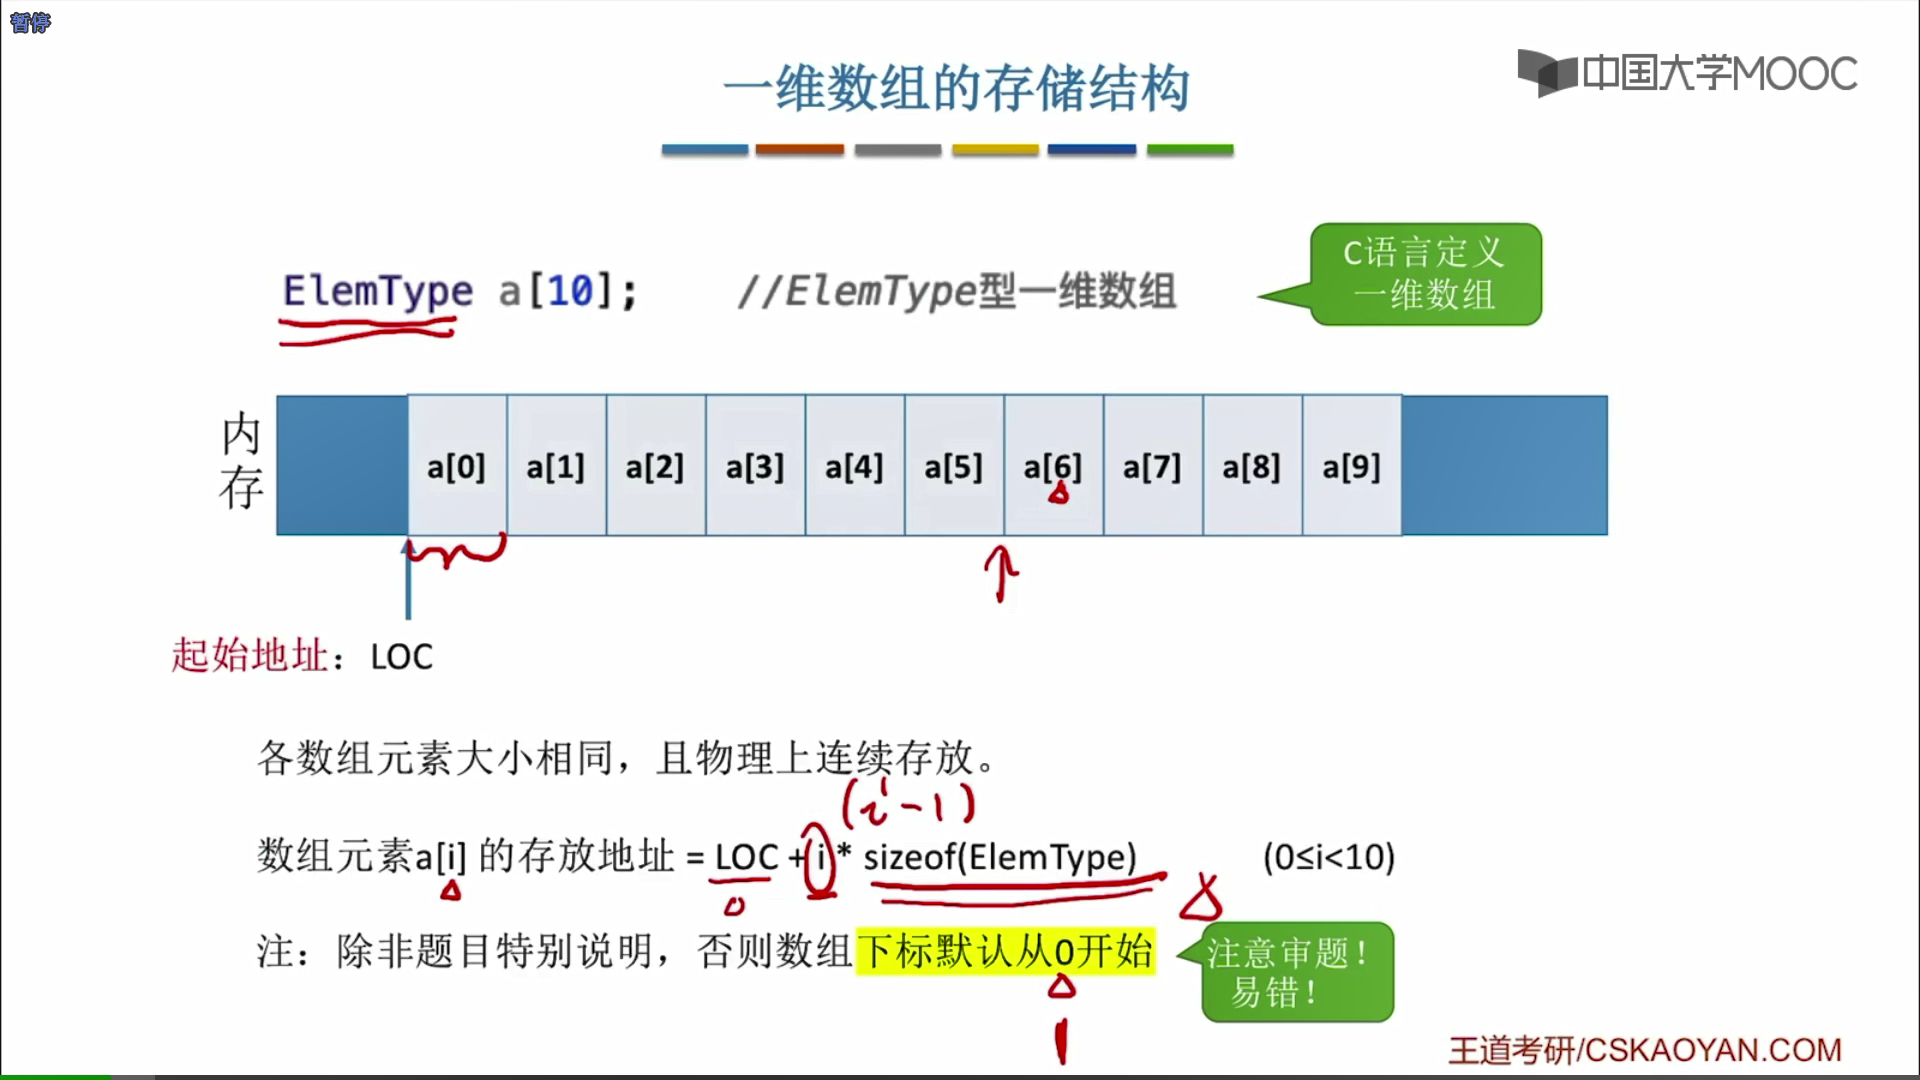 暂停
一维数组的存储结构
中国大学MOOC
ElemType a[10]; //ElemType型一维数组
C语言定义
一维数组
内存
a[0] a[1] a[2] a[3] a[4] a[5] a[6] a[7] a[8] a[9]
起始地址：LOC
各数组元素大小相同，且物理上连续存放。
(i-1)
数组元素a[i] 的存放地址 = LOC + i * sizeof(ElemType) (0≤i<10)
0
注：除非题目特别说明，否则数组下标默认从0开始
注意审题！
易错！
1
王道考研/CSKAOYAN.COM